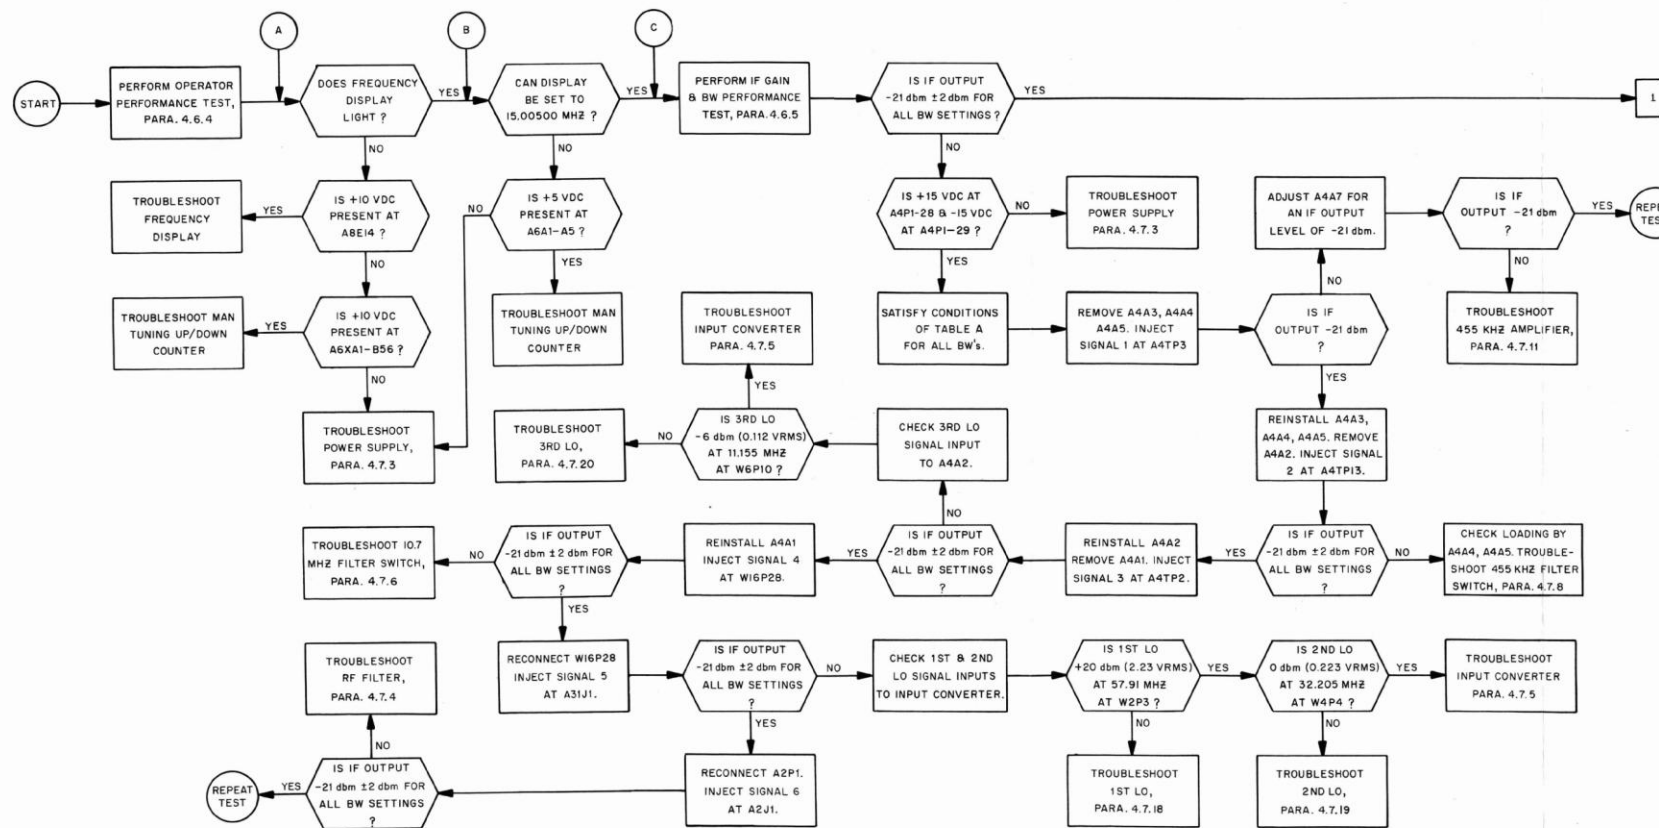 A
B
C
START
PERFORM OPERATOR
PERFORMANCE TEST,
PARA. 4.6.4
DOES FREQUENCY
DISPLAY
LIGHT ?
YES
NO
CAN DISPLAY
BE SET TO
15.00500 MHZ ?
YES
NO
PERFORM IF GAIN
& BW PERFORMANCE
TEST, PARA. 4.6.5
IS IF OUTPUT
-21 dbm ±2 dbm FOR
ALL BW SETTINGS ?
YES
NO
1
TROUBLESHOOT
FREQUENCY
DISPLAY
YES
IS +10 VDC
PRESENT AT
A8E14 ?
NO
NO
IS +5 VDC
PRESENT AT
A6A1-A5 ?
YES
IS +15 VDC AT
A4P1-28 & -15 VDC
AT A4P1-29 ?
NO
YES
TROUBLESHOOT
POWER SUPPLY
PARA. 4.7.3
ADJUST A4A7 FOR
AN IF OUTPUT
LEVEL OF -21 dbm.
IS IF
OUTPUT -21 dbm
?
YES
NO
REPE
TES
TROUBLESHOOT MAN
TUNING UP/DOWN
COUNTER
YES
IS +10 VDC
PRESENT AT
A6XA1-B56 ?
NO
TROUBLESHOOT MAN
TUNING UP/DOWN
COUNTER
TROUBLESHOOT
INPUT CONVERTER
PARA. 4.7.5
YES
SATISFY CONDITIONS
OF TABLE A
FOR ALL BW's.
REMOVE A4A3, A4A4
A4A5. INJECT
SIGNAL 1 AT A4TP3
NO
IS IF
OUTPUT -21 dbm
?
YES
TROUBLESHOOT
455 KHZ AMPLIFIER,
PARA. 4.7.11
TROUBLESHOOT
POWER SUPPLY,
PARA. 4.7.3
TROUBLESHOOT
3RD LO,
PARA. 4.7.20
NO
IS 3RD LO
-6 dbm (0.112 VRMS)
AT 11.155 MHZ
AT W6P10 ?
CHECK 3RD LO
SIGNAL INPUT
TO A4A2.
NO
REINSTALL A4A3,
A4A4, A4A5. REMOVE
A4A2. INJECT SIGNAL
2 AT A4TP13.
TROUBLESHOOT 10.7
MHZ FILTER SWITCH,
PARA. 4.7.6
NO
IS IF OUTPUT
-21 dbm ±2 dbm FOR
ALL BW SETTINGS
?
YES
REINSTALL A4A1
INJECT SIGNAL 4
AT W16P28.
YES
IS IF OUTPUT
-21 dbm ±2 dbm FOR
ALL BW SETTINGS
?
REINSTALL A4A2
REMOVE A4A1. INJECT
SIGNAL 3 AT A4TP2.
YES
IS IF OUTPUT
-21 dbm ±2 dbm FOR
ALL BW SETTINGS
?
NO
CHECK LOADING BY
A4A4, A4A5. TROUBLE-
SHOOT 455 KHZ FILTER
SWITCH, PARA. 4.7.8
TROUBLESHOOT
RF FILTER,
PARA. 4.7.4
NO
RECONNECT W16P28
INJECT SIGNAL 5
AT A31J1.
IS IF OUTPUT
-21 dbm ±2 dbm FOR
ALL BW SETTINGS
?
NO
YES
CHECK 1ST & 2ND
LO SIGNAL INPUTS
TO INPUT CONVERTER.
IS 1ST LO
+20 dbm (2.23 VRMS)
AT 57.91 MHZ
AT W2P3 ?
YES
NO
IS 2ND LO
0 dbm (0.223 VRMS)
AT 32.205 MHZ
AT W4P4 ?
YES
NO
TROUBLESHOOT
INPUT CONVERTER
PARA. 4.7.5
REPEAT
TEST
YES
IS IF OUTPUT
-21 dbm ±2 dbm FOR
ALL BW SETTINGS
?
RECONNECT A2P1.
INJECT SIGNAL 6
AT A2J1.
TROUBLESHOOT
1ST LO,
PARA. 4.7.18
TROUBLESHOOT
2ND LO,
PARA. 4.7.19